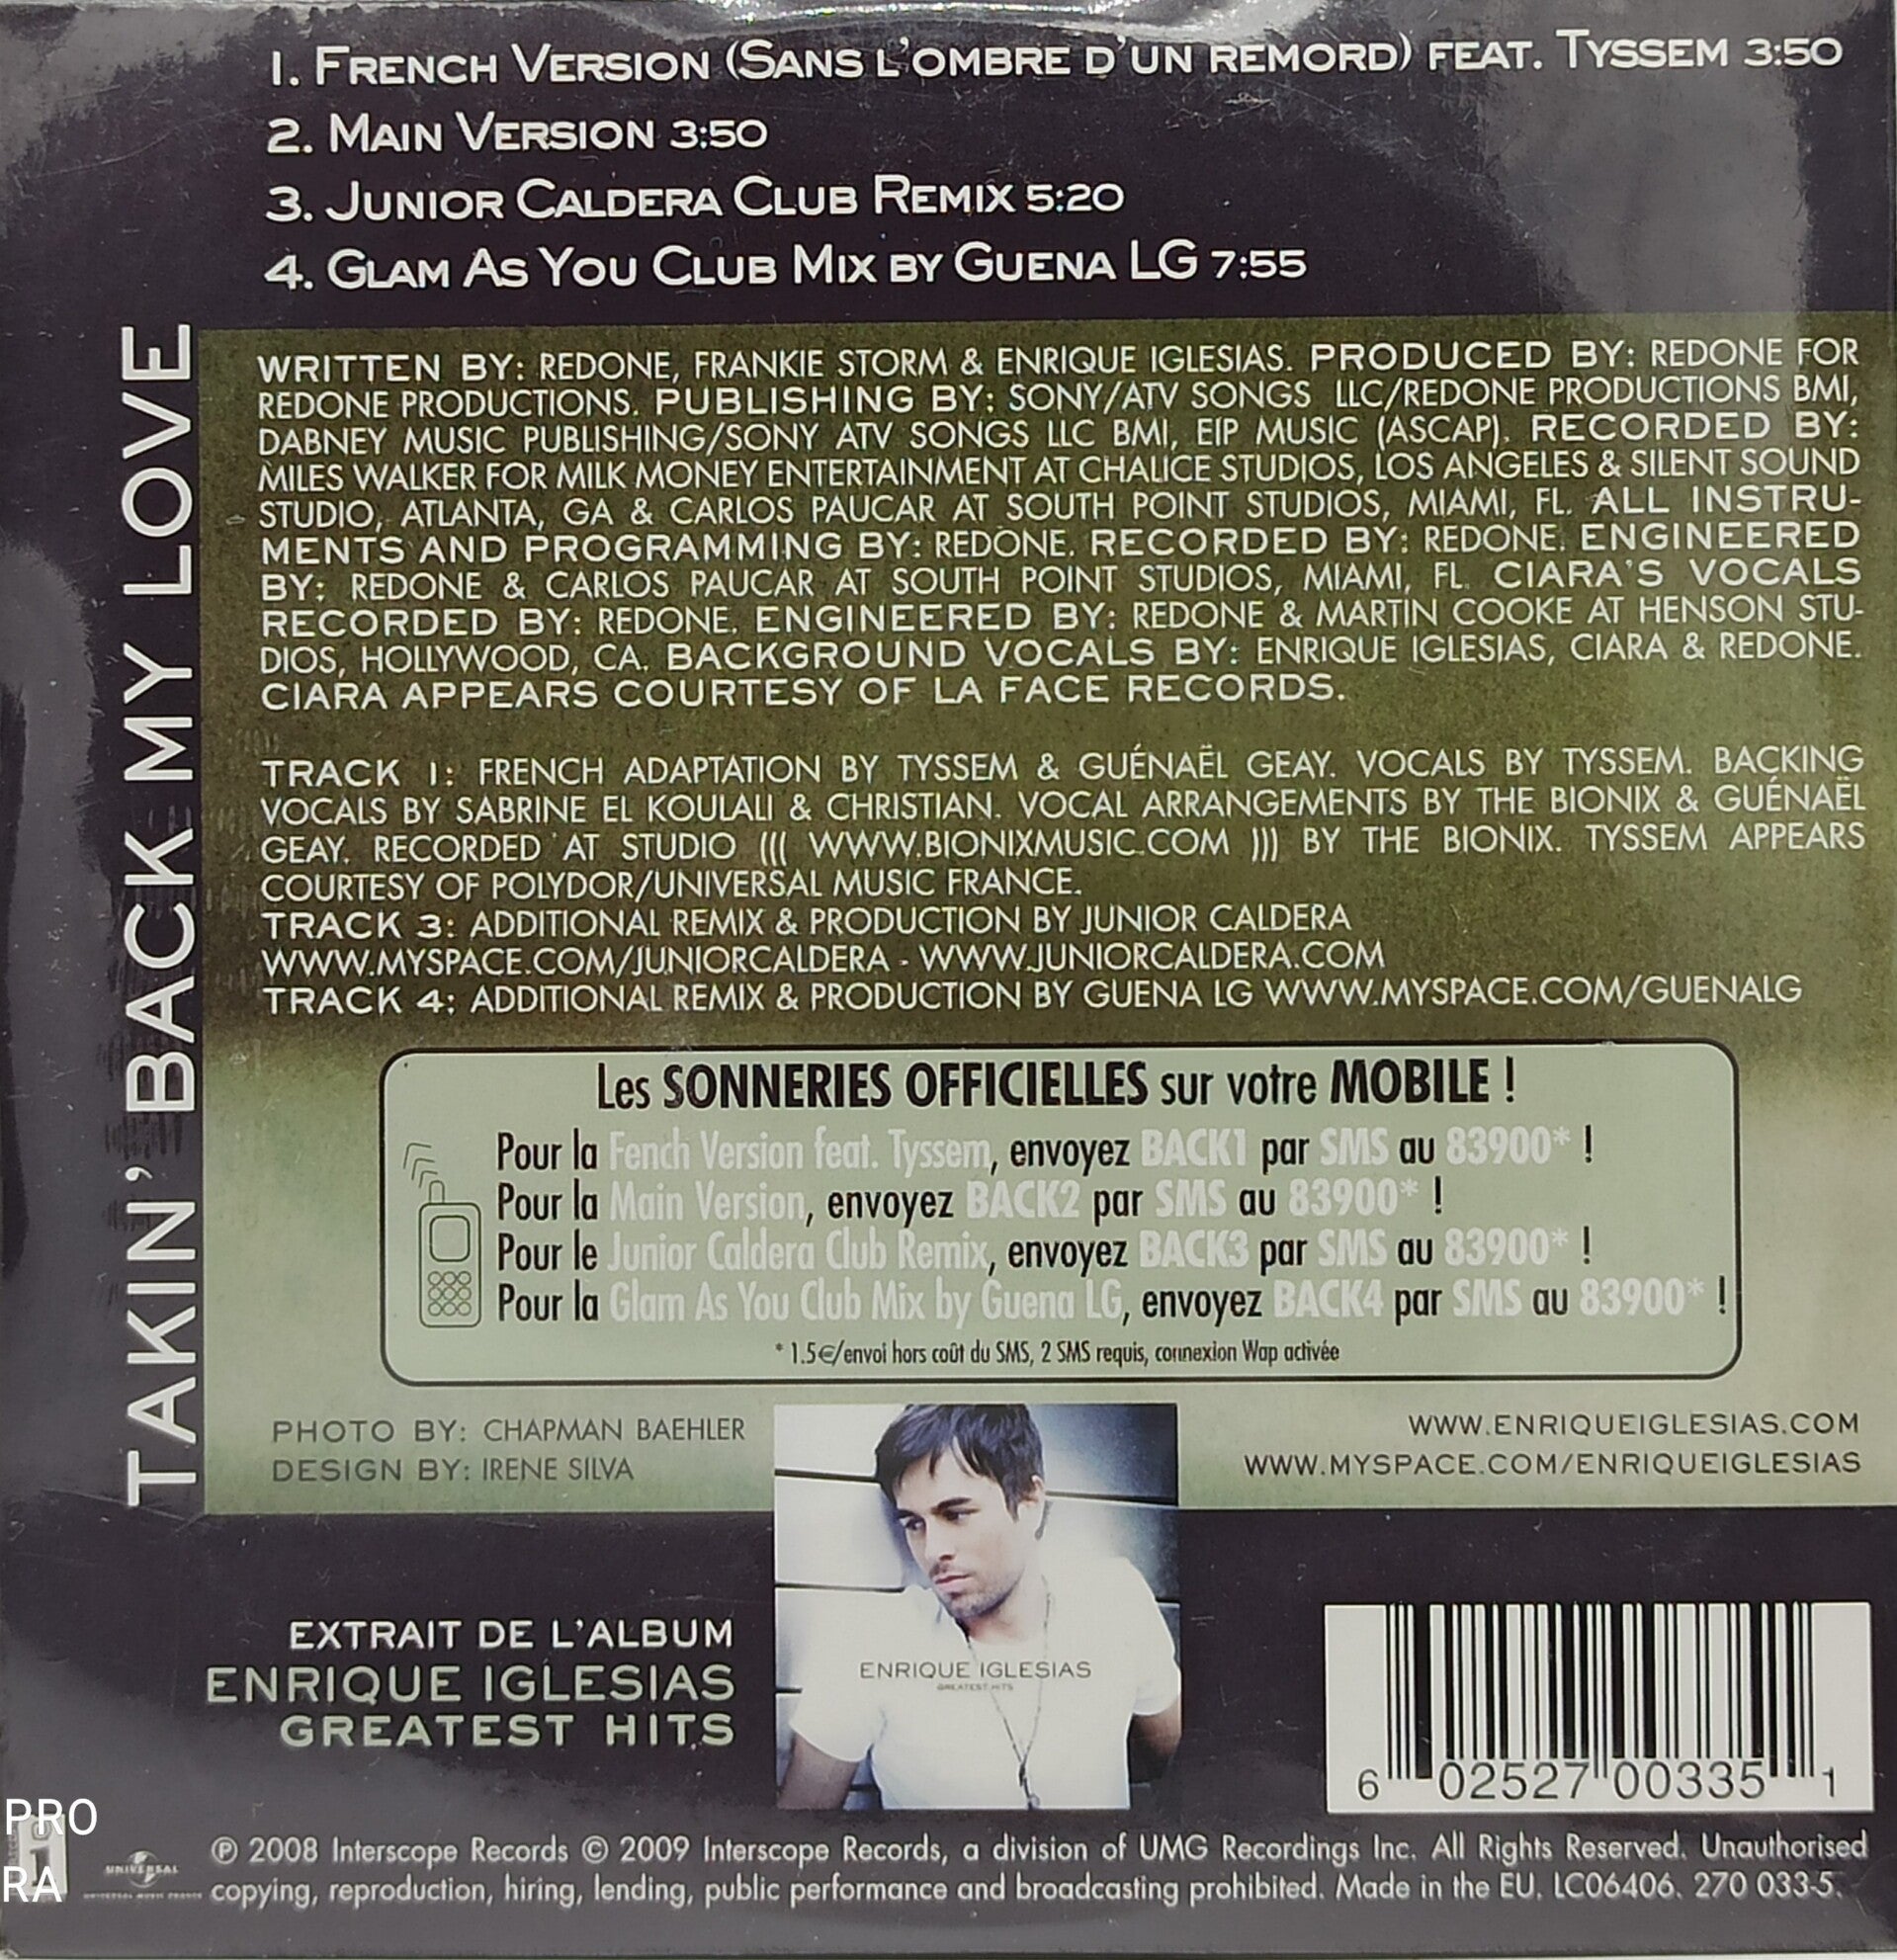 1. FRENCH VERSION (SANS L'OMBRE D'UN REMORD) FEAT. TYSSEM 3:50
2. MAIN VERSION 3:50
3. JUNIOR CALDERA CLUB REMIX 5:20
4. GLAM AS YOU CLUB MIX BY GUENA LG 7:55
TAKIN' BACK MY LOVE
WRITTEN BY: REDONE, FRANKIE STORM & ENRIQUE IGLESIAS. PRODUCED BY: REDONE FOR
REDONE PRODUCTIONS. PUBLISHING BY: SONY/ATV SONGS LLC/REDONE PRODUCTIONS BMI,
DABNEY MUSIC PUBLISHING/SONY ATV SONGS LLC BMI, EIP MUSIC (ASCAP). RECORDED BY:
MILES WALKER FOR MILK MONEY ENTERTAINMENT AT CHALICE STUDIOS, LOS ANGELES & SILENT SOUND
STUDIO, ATLANTA, GA & CARLOS PAUCAR AT SOUTH POINT STUDIOS, MIAMI, FL. ALL INSTRU-
MENTS AND PROGRAMMING BY: REDONE. RECORDED BY: REDONE. ENGINEERED
BY: REDONE & CARLOS PAUCAR AT SOUTH POINT STUDIOS, MIAMI, FL. CIARA'S VOCALS
RECORDED BY: REDONE. ENGINEERED BY: REDONE & MARTIN COOKE AT HENSON STU-
DIOS, HOLLYWOOD, CA. BACKGROUND VOCALS BY: ENRIQUE IGLESIAS, CIARA & REDONE.
CIARA APPEARS COURTESY OF LA FACE RECORDS.
TRACK 1: FRENCH ADAPTATION BY TYSSEM & GUÉNAËL GEAY. VOCALS BY TYSSEM. BACKING
VOCALS BY SABRINE EL KOULALI & CHRISTIAN. VOCAL ARRANGEMENTS BY THE BIONIX & GUÉNAËL
GEAY. RECORDED AT STUDIO ((( WWW.BIONIXMUSIC.COM ))) BY THE BIONIX. TYSSEM APPEARS
COURTESY OF POLYDOR/UNIVERSAL MUSIC FRANCE.
TRACK 3: ADDITIONAL REMIX & PRODUCTION BY JUNIOR CALDERA
WWW.MYSPACE.COM/JUNIORCALDERA - WWW.JUNIORCALDERA.COM
TRACK 4: ADDITIONAL REMIX & PRODUCTION BY GUENA LG WWW.MYSPACE.COM/GUENALG
Les SONNERIES OFFICIELLES sur votre MOBILE !
Pour la Fench Version feat. Tyssem, envoyez BACK1 par SMS au 83900* !
Pour la Main Version, envoyez BACK2 par SMS au 83900* !
Pour le Junior Caldera Club Remix, envoyez BACK3 par SMS au 83900* !
Pour la Glam As You Club Mix by Guena LG, envoyez BACK4 par SMS au 83900* !
* 1.5€/envoi hors coût du SMS, 2 SMS requis, connexion Wap activée
PHOTO BY: CHAPMAN BAEHLER
DESIGN BY: IRENE SILVA
WWW.ENRIQUEIGLESIAS.COM
WWW.MYSPACE.COM/ENRIQUEIGLESIAS
EXTRAIT DE L'ALBUM
ENRIQUE IGLESIAS
GREATEST HITS
ENRIQUE IGLESIAS
GREATEST HITS
6 02527 00335 1
PRO
i
RA
UNIVERSAL
UNIVERSAL MUSIC FRANCE
℗ 2008 Interscope Records © 2009 Interscope Records, a division of UMG Recordings Inc. All Rights Reserved. Unauthorised
copying, reproduction, hiring, lending, public performance and broadcasting prohibited. Made in the EU. LC06406. 270 033-5.